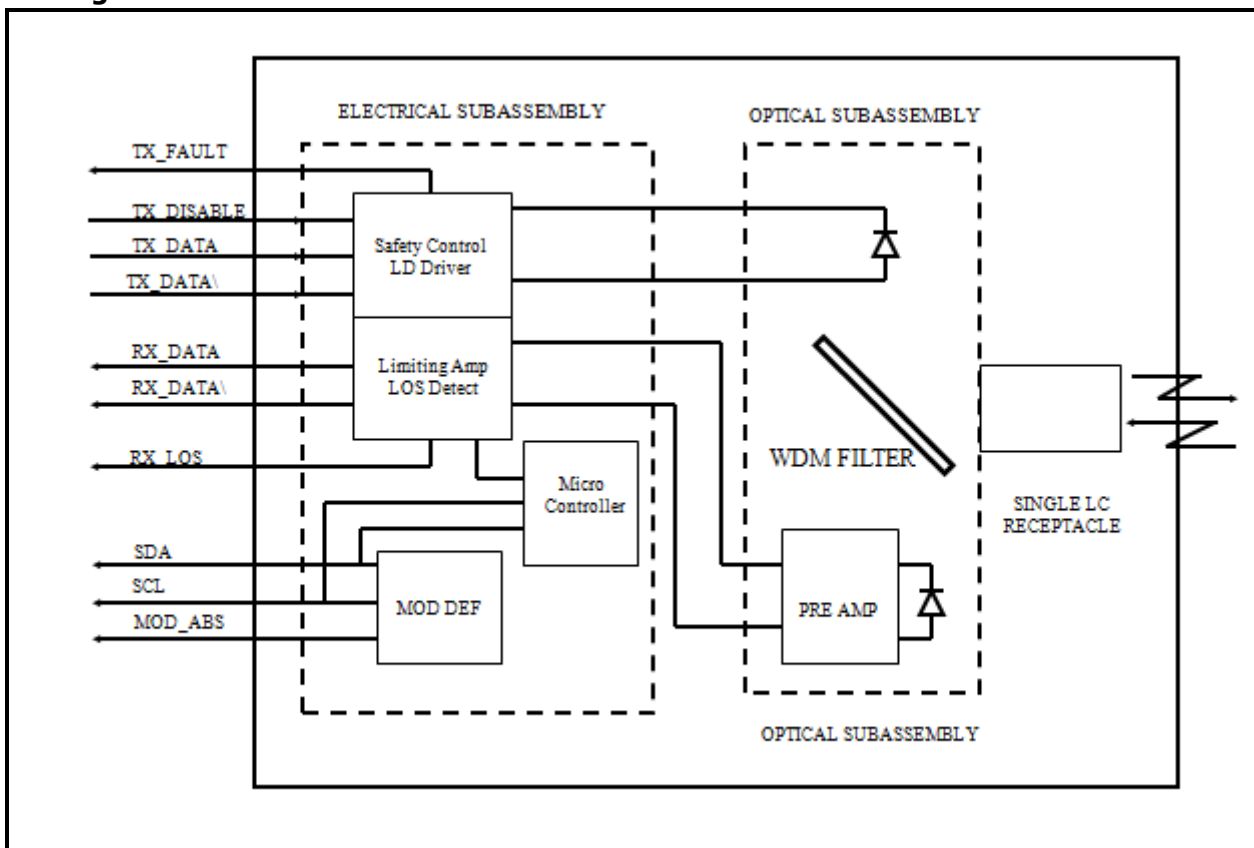 ELECTRICAL SUBASSEMBLY
OPTICAL SUBASSEMBLY
TX_FAULT
TX_DISABLE
TX_DATA
TX_DATA\
Safety Control
LD Driver
RX_DATA
RX_DATA\
Limiting Amp
LOS Detect
RX_LOS
WDM FILTER
Micro
Controller
SINGLE LC
RECEPTACLE
SDA
SCL
MOD_ABS
MOD DEF
PRE AMP
OPTICAL SUBASSEMBLY